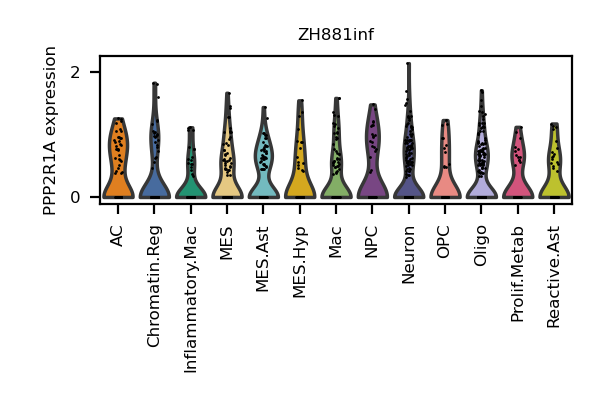 ZH881inf
PPP2R1A expression
2
0
AC
Chromatin.Reg
Inflammatory.Mac
MES
MES.Ast
MES.Hyp
Mac
NPC
Neuron
OPC
Oligo
Prolif.Metab
Reactive.Ast